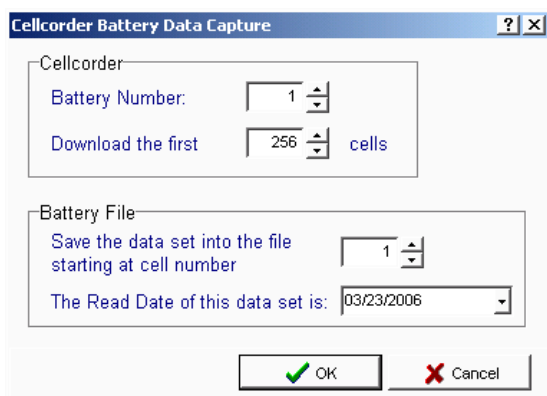 Cellcorder Battery Data Capture
Cellcorder
Battery Number: 1
Download the first 256 cells
Battery File
Save the data set into the file
starting at cell number 1
The Read Date of this data set is: 03/23/2006
OK Cancel